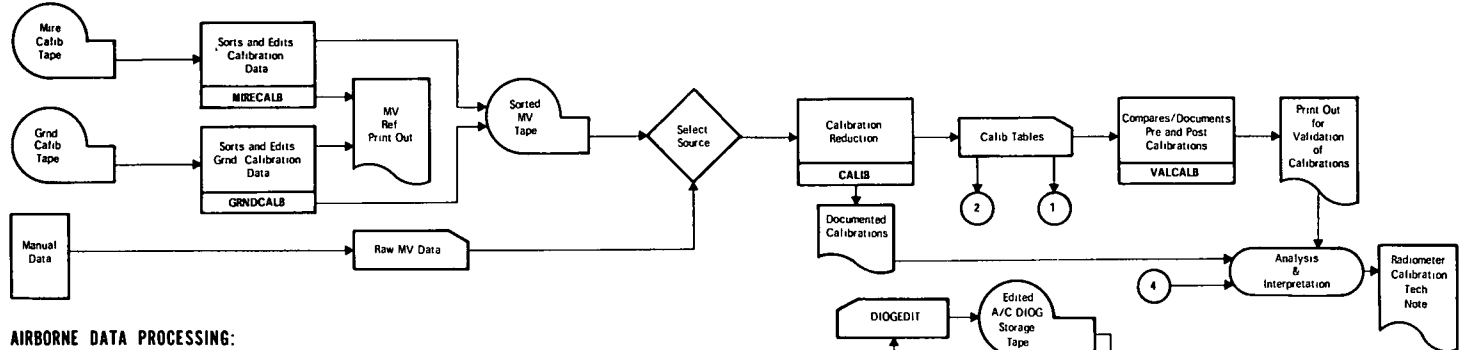 Mire
Calib
Tape
Sorts and Edits
Calibration
Data
MIRECALB
Grnd
Calib
Tape
Sorts and Edits
Grnd Calibration
Data
GRNDCALB
MV
Ref
Print Out
Sorted
MV
Tape
Manual
Data
Raw MV Data
Select
Source
Calibration
Reduction
CALIB
Documented
Calibrations
Calib Tables
2
1
Compares/Documents
Pre and Post
Calibrations
VALCALB
Print Out
for
Validation
of
Calibrations
4
Analysis
&
Interpretation
Radiometer
Calibration
Tech
Note
DIOGEDIT
Edited
A/C DIOG
Storage
Tape
AIRBORNE DATA PROCESSING: